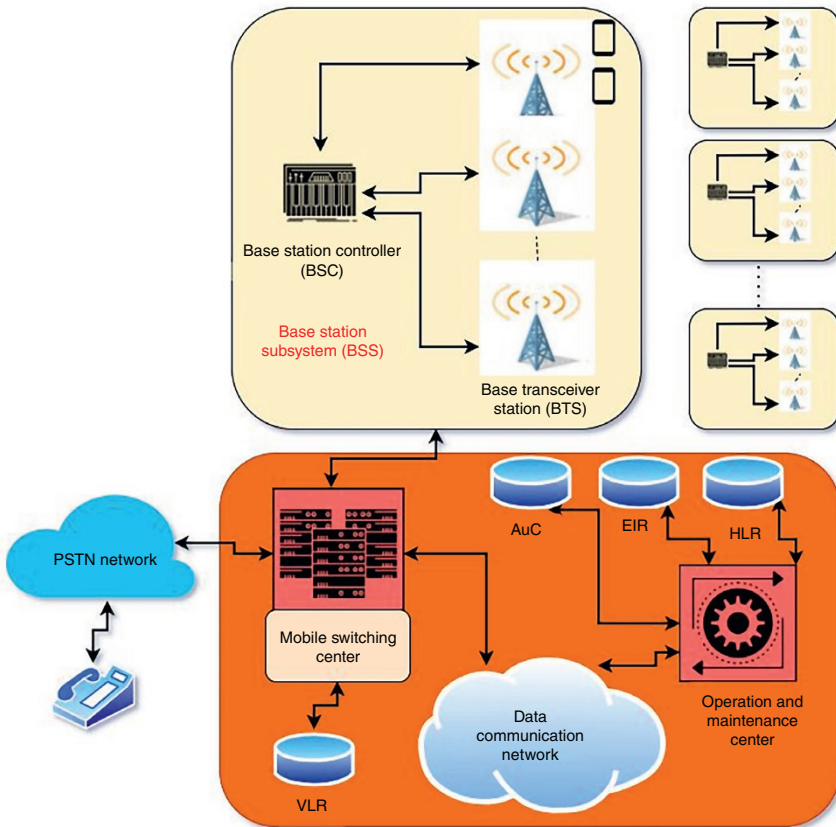 Base station controller
(BSC)
Base station
subsystem (BSS)
Base transceiver
station (BTS)
AuC
EIR
HLR
PSTN network
Mobile switching
center
Operation and
maintenance
center
Data
communication
network
VLR